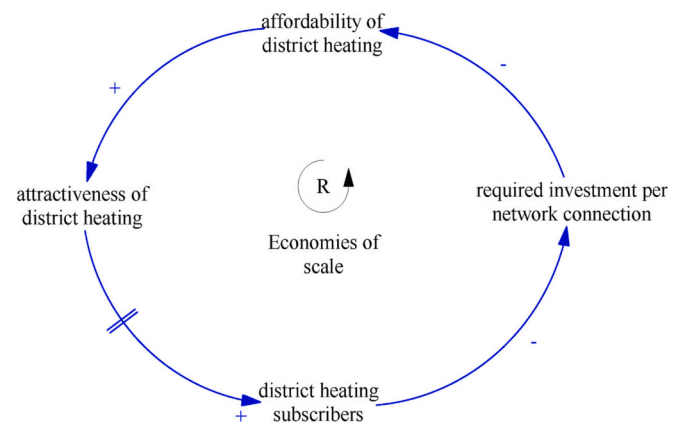 affordability of
district heating
-
+
R
attractiveness of
district heating
required investment per
network connection
Economies of
scale
-
district heating
subscribers
+